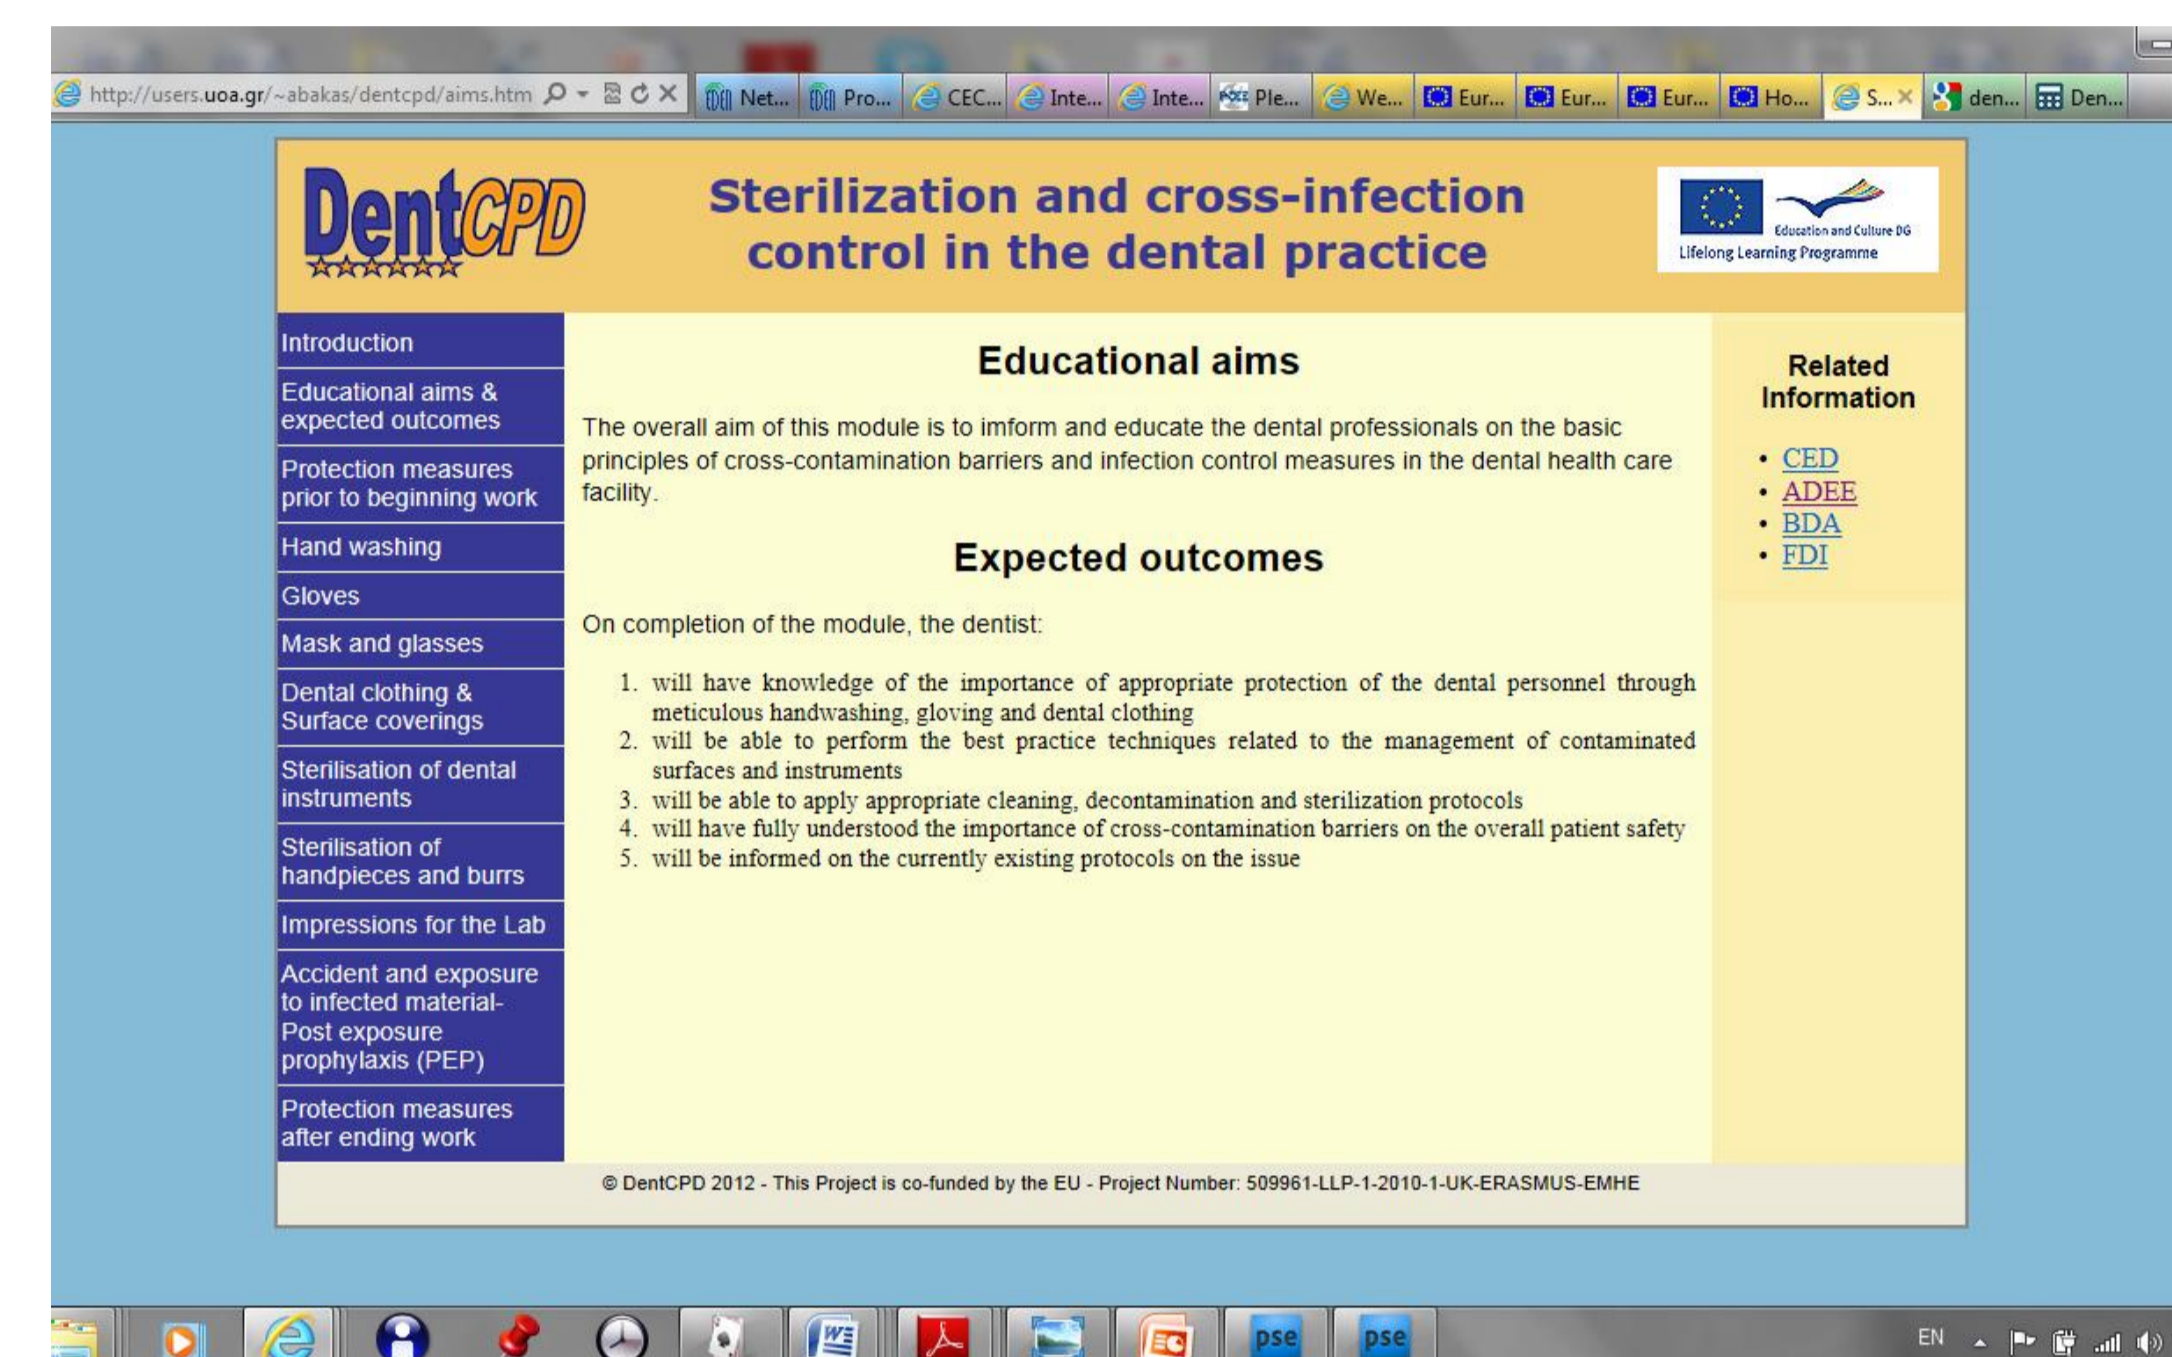 http://users.uoa.gr/~abakas/dentcpd/aims.htm
Net... Pro... CEC... Inte... Inte... Ple... We... Eur... Eur... Eur... Ho... S... den... Den...
DentCPD
Sterilization and cross-infection
control in the dental practice
Education and Culture DG
Lifelong Learning Programme
Introduction
Educational aims &
expected outcomes
Protection measures
prior to beginning work
Hand washing
Gloves
Mask and glasses
Dental clothing &
Surface coverings
Sterilisation of dental
instruments
Sterilisation of
handpieces and burrs
Impressions for the Lab
Accident and exposure
to infected material-
Post exposure
prophylaxis (PEP)
Protection measures
after ending work
Educational aims
The overall aim of this module is to imform and educate the dental professionals on the basic
principles of cross-contamination barriers and infection control measures in the dental health care
facility.
Expected outcomes
On completion of the module, the dentist:
1. will have knowledge of the importance of appropriate protection of the dental personnel through
meticulous handwashing, gloving and dental clothing
2. will be able to perform the best practice techniques related to the management of contaminated
surfaces and instruments
3. will be able to apply appropriate cleaning, decontamination and sterilization protocols
4. will have fully understood the importance of cross-contamination barriers on the overall patient safety
5. will be informed on the currently existing protocols on the issue
Related
Information
• CED
• ADEE
• BDA
• FDI
© DentCPD 2012 - This Project is co-funded by the EU - Project Number: 509961-LLP-1-2010-1-UK-ERASMUS-EMHE
pse pse
EN